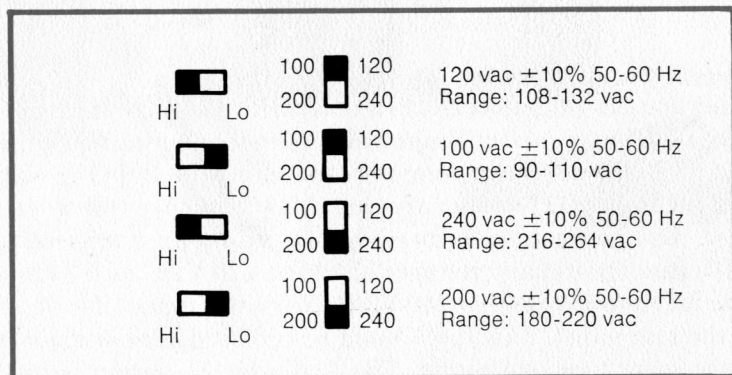 100 120
200 240
Hi Lo
120 vac ±10% 50-60 Hz
Range: 108-132 vac
100 120
200 240
Hi Lo
100 vac ±10% 50-60 Hz
Range: 90-110 vac
100 120
200 240
Hi Lo
240 vac ±10% 50-60 Hz
Range: 216-264 vac
100 120
200 240
Hi Lo
200 vac ±10% 50-60 Hz
Range: 180-220 vac